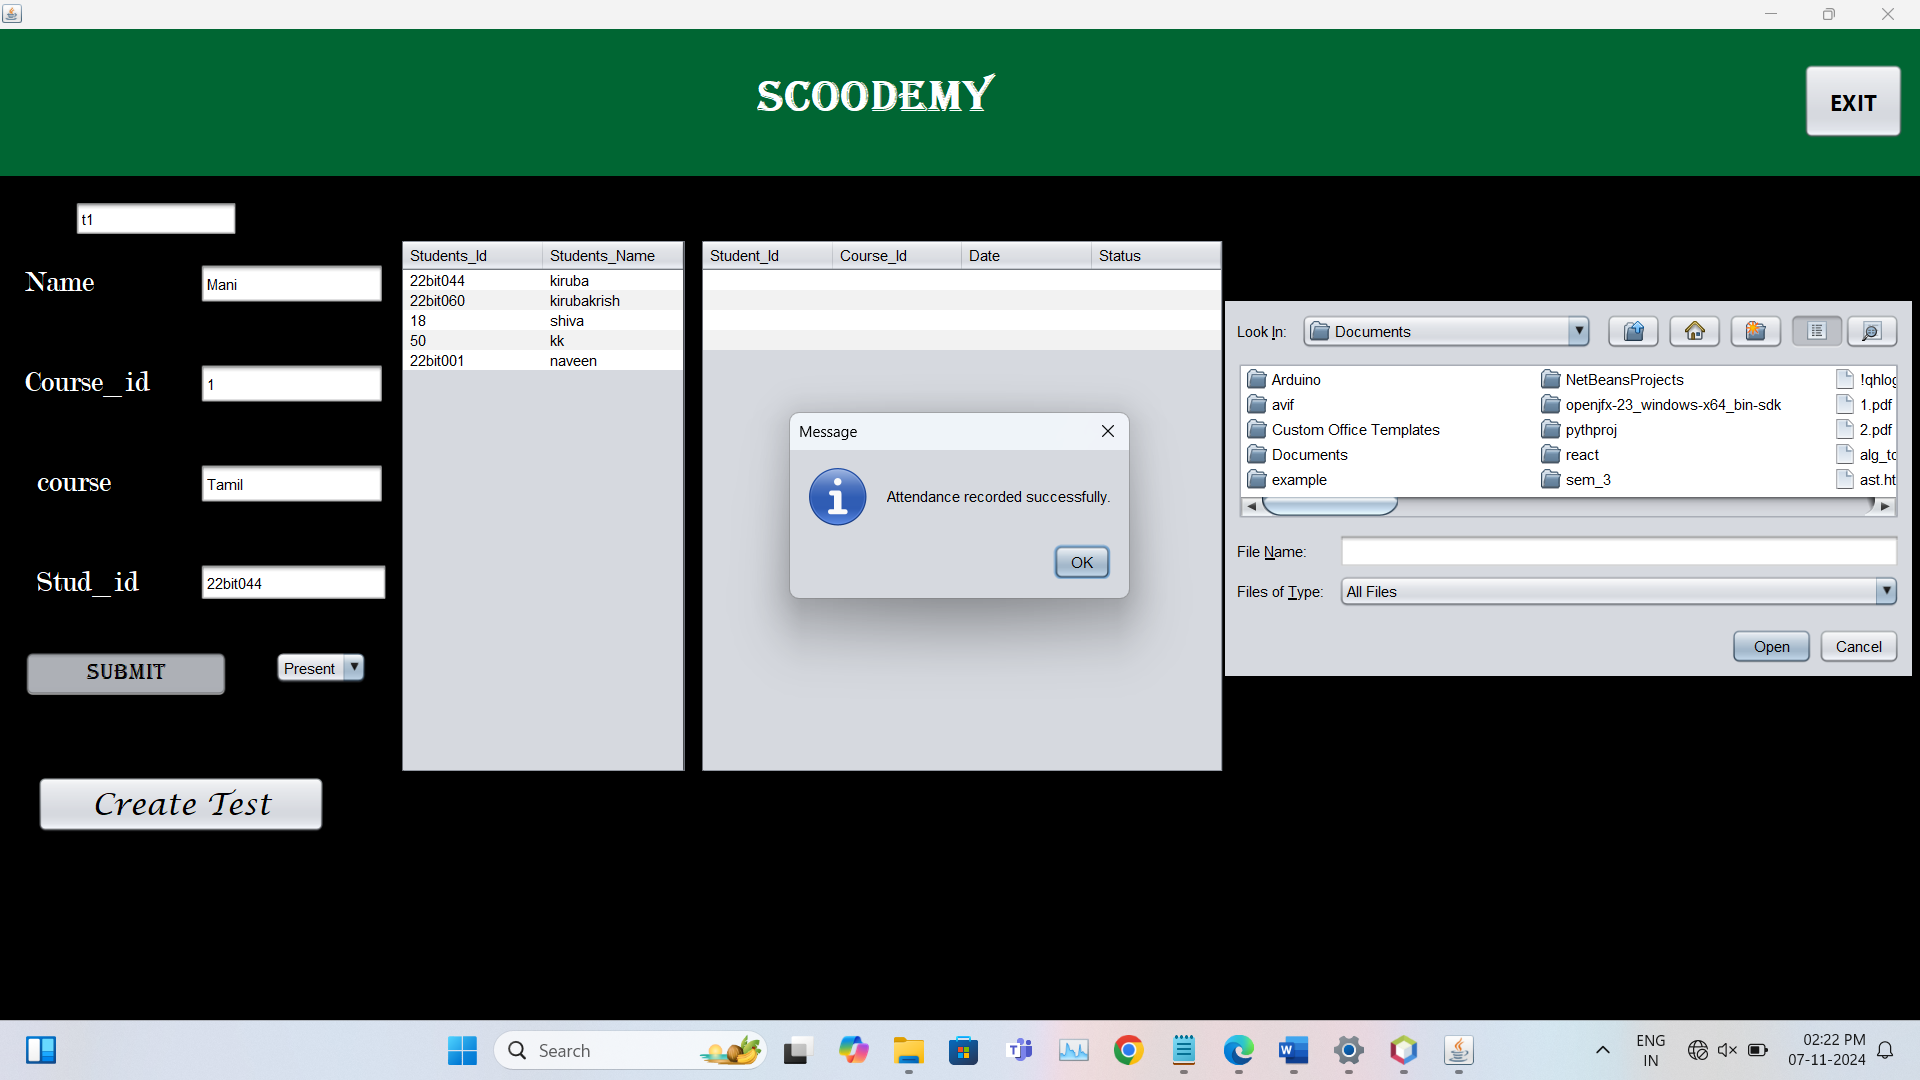 SCOODEMY
EXIT
t1
Name
Mani
Course_id
1
course
Tamil
Stud_id
22bit044
SUBMIT
Present
Create Test
Students_Id Students_Name
22bit044 kiruba
22bit060 kirubakrish
18 shiva
50 kk
22bit001 naveen
Student_Id Course_Id Date Status
Message
Attendance recorded successfully.
OK
Look In: Documents
Arduino
avif
Custom Office Templates
Documents
example
NetBeansProjects
openjfx-23_windows-x64_bin-sdk
pythproj
react
sem_3
!qhlog
1.pdf
2.pdf
alg_to
ast.ht
File Name:
Files of Type: All Files
Open Cancel
Search
ENG
IN
02:22 PM
07-11-2024